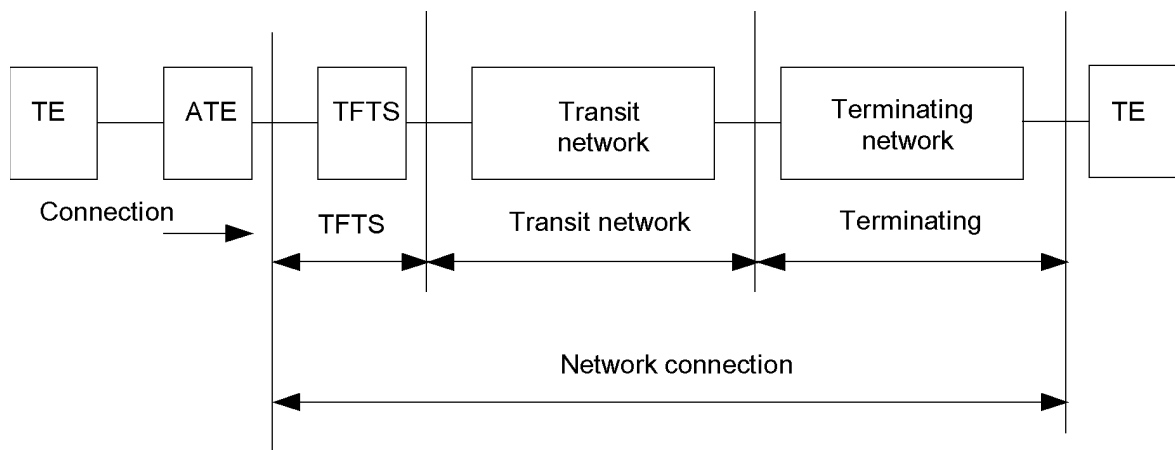 TE
ATE
TFTS
Transit
network
Terminating
network
TE
Connection
TFTS
Transit network
Terminating
Network connection